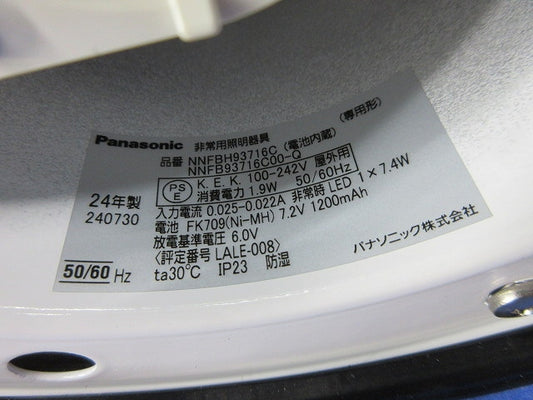 Panasonic 非常用照明器具 (専用形)
品番 NNFBH93716C (電池内蔵)
NNFB93716C00-Q
PS E K. E. K. 100-242V 屋外用
消費電力 1.9W 50/60Hz
24年製
240730
入力電流 0.025-0.022A 非常時 LED 1×7.4W
電池 FK709(Ni-MH) 7.2V 1200mAh
放電基準電圧 6.0V
〈評定番号 LALE-008〉
パナソニック株式会社
50/60 Hz
ta30℃ IP23 防湿